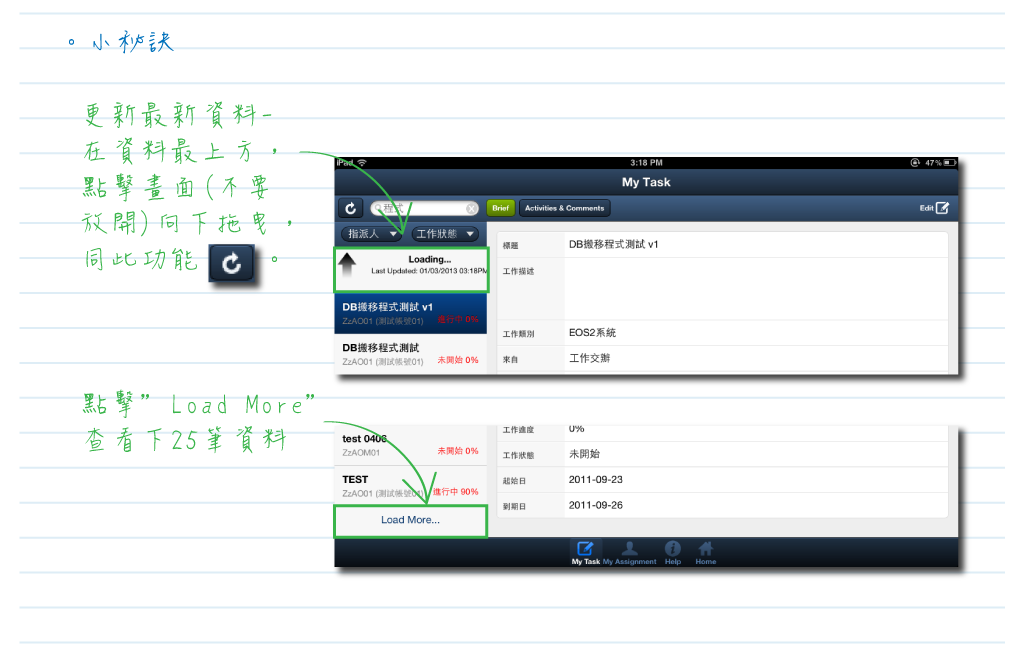 。小秘訣
更新最新資料-
在資料最上方，
點擊畫面(不要
放開)向下拖曳，
同此功能 。
點擊”Load More”
查看下25筆資料
iPad 3:18 PM 47%
My Task
程式 Brief Activities & Comments Edit
指派人 ▼ 工作狀態 ▼
Loading...
Last Updated: 01/03/2013 03:18PM
DB搬移程式測試 v1
ZzAO01 (測試帳號01) 進行中 0%
DB搬移程式測試
ZzAO01 (測試帳號01) 未開始 0%
標題 DB搬移程式測試 v1
工作描述
工作類別 EOS2系統
來自 工作交辦
test 0406
ZzAOM01 未開始 0%
TEST
ZzAO01 (測試帳號01) 進行中 90%
Load More...
工作進度 0%
工作狀態 未開始
起始日 2011-09-23
到期日 2011-09-26
My Task My Assignment Help Home